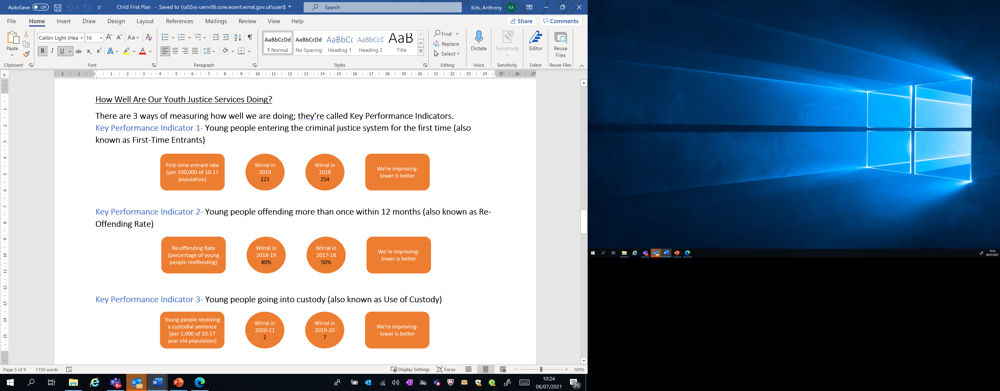 AutoSave Off Child First Plan - Saved to \\s02vs-uenv06.core.wcent.wirral.gov.uk\user$ Search Kirk, Anthony KA
File Home Insert Draw Design Layout References Mailings Review View Help Share Comments
Paste
Calibri Light (Hea 16
AaBbCcDd AaBbCcDd AaBbCc AaBbCcD AaB
¶ Normal No Spacing Heading 1 Heading 2 Title
Find
Replace
Select
Dictate
Sensitivity
Editor
Reuse
Files
Clipboard Font Paragraph Styles Editing Voice Sensitivity Editor Reuse Files
2 1 1 2 3 4 5 6 7 8 9 10 11 12 13 14 15 16 17 18 19 20 21 22 23 24 25 26 27
How Well Are Our Youth Justice Services Doing?
There are 3 ways of measuring how well we are doing; they’re called Key Performance Indicators.
Key Performance Indicator 1- Young people entering the criminal justice system for the first time (also
known as First-Time Entrants)
First-time entrant rate
(per 100,000 of 10-17
population)
Wirral in
2019
221
Wirral in
2018
254
We’re improving-
lower is better
Key Performance Indicator 2- Young people offending more than once within 12 months (also known as Re-
Offending Rate)
Re-offending Rate
(percentage of young
people reoffending)
Wirral in
2018-19
40%
Wirral in
2017-18
50%
We’re improving-
lower is better
Key Performance Indicator 3- Young people going into custody (also known as Use of Custody)
Young people receiving
a custodial sentence
(per 1,000 of 10-17
year old population)
Wirral in
2020-21
2
Wirral in
2019-20
7
We’re improving-
lower is better
Page 5 of 9 1150 words Display Settings Focus 100%
10:24
06/07/2021
20
10:24
06/07/2021